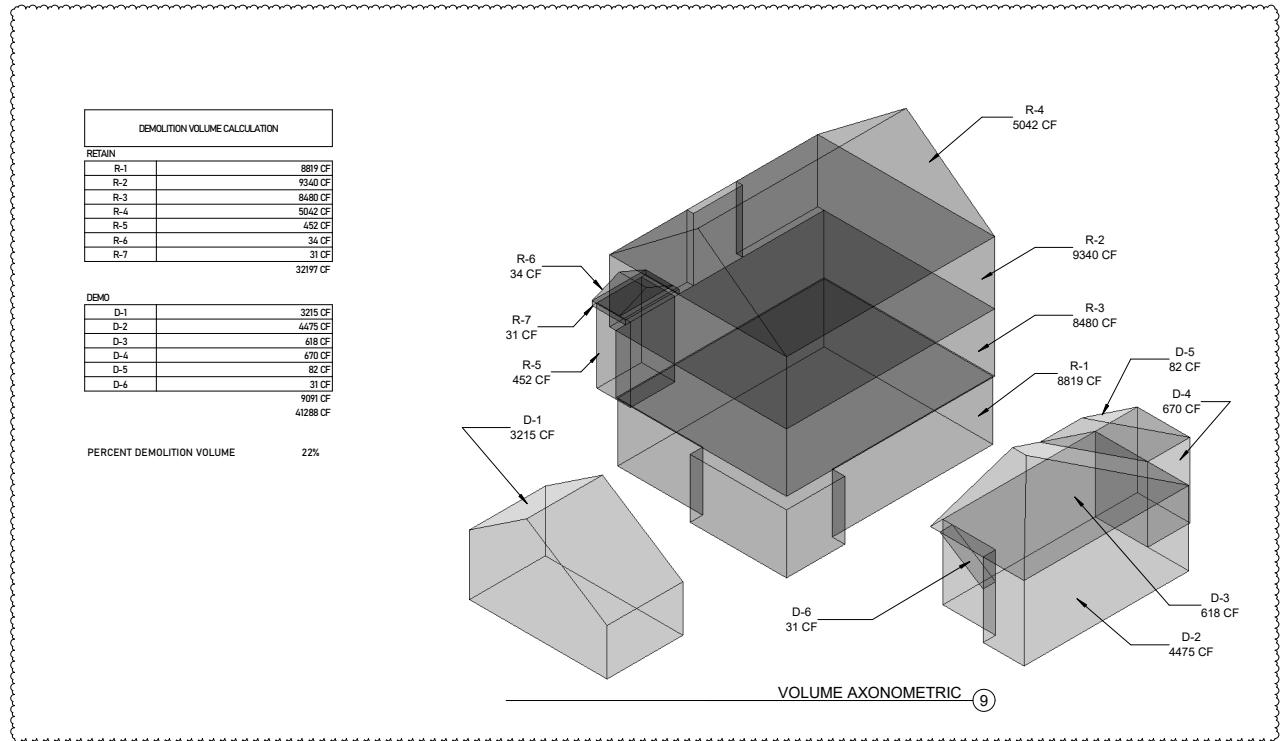 DEMOLITION VOLUME CALCULATION
RETAIN
R-1 8819 CF
R-2 9340 CF
R-3 8480 CF
R-4 5042 CF
R-5 452 CF
R-6 34 CF
R-7 31 CF
32197 CF
DEMO
D-1 3215 CF
D-2 4475 CF
D-3 618 CF
D-4 670 CF
D-5 82 CF
D-6 31 CF
9091 CF
41288 CF
PERCENT DEMOLITION VOLUME 22%
R-4
5042 CF
R-2
9340 CF
R-6
34 CF
R-3
8480 CF
R-7
31 CF
R-5
452 CF
R-1
8819 CF
D-5
82 CF
D-4
670 CF
D-1
3215 CF
D-6
31 CF
D-3
618 CF
D-2
4475 CF
VOLUME AXONOMETRIC 9